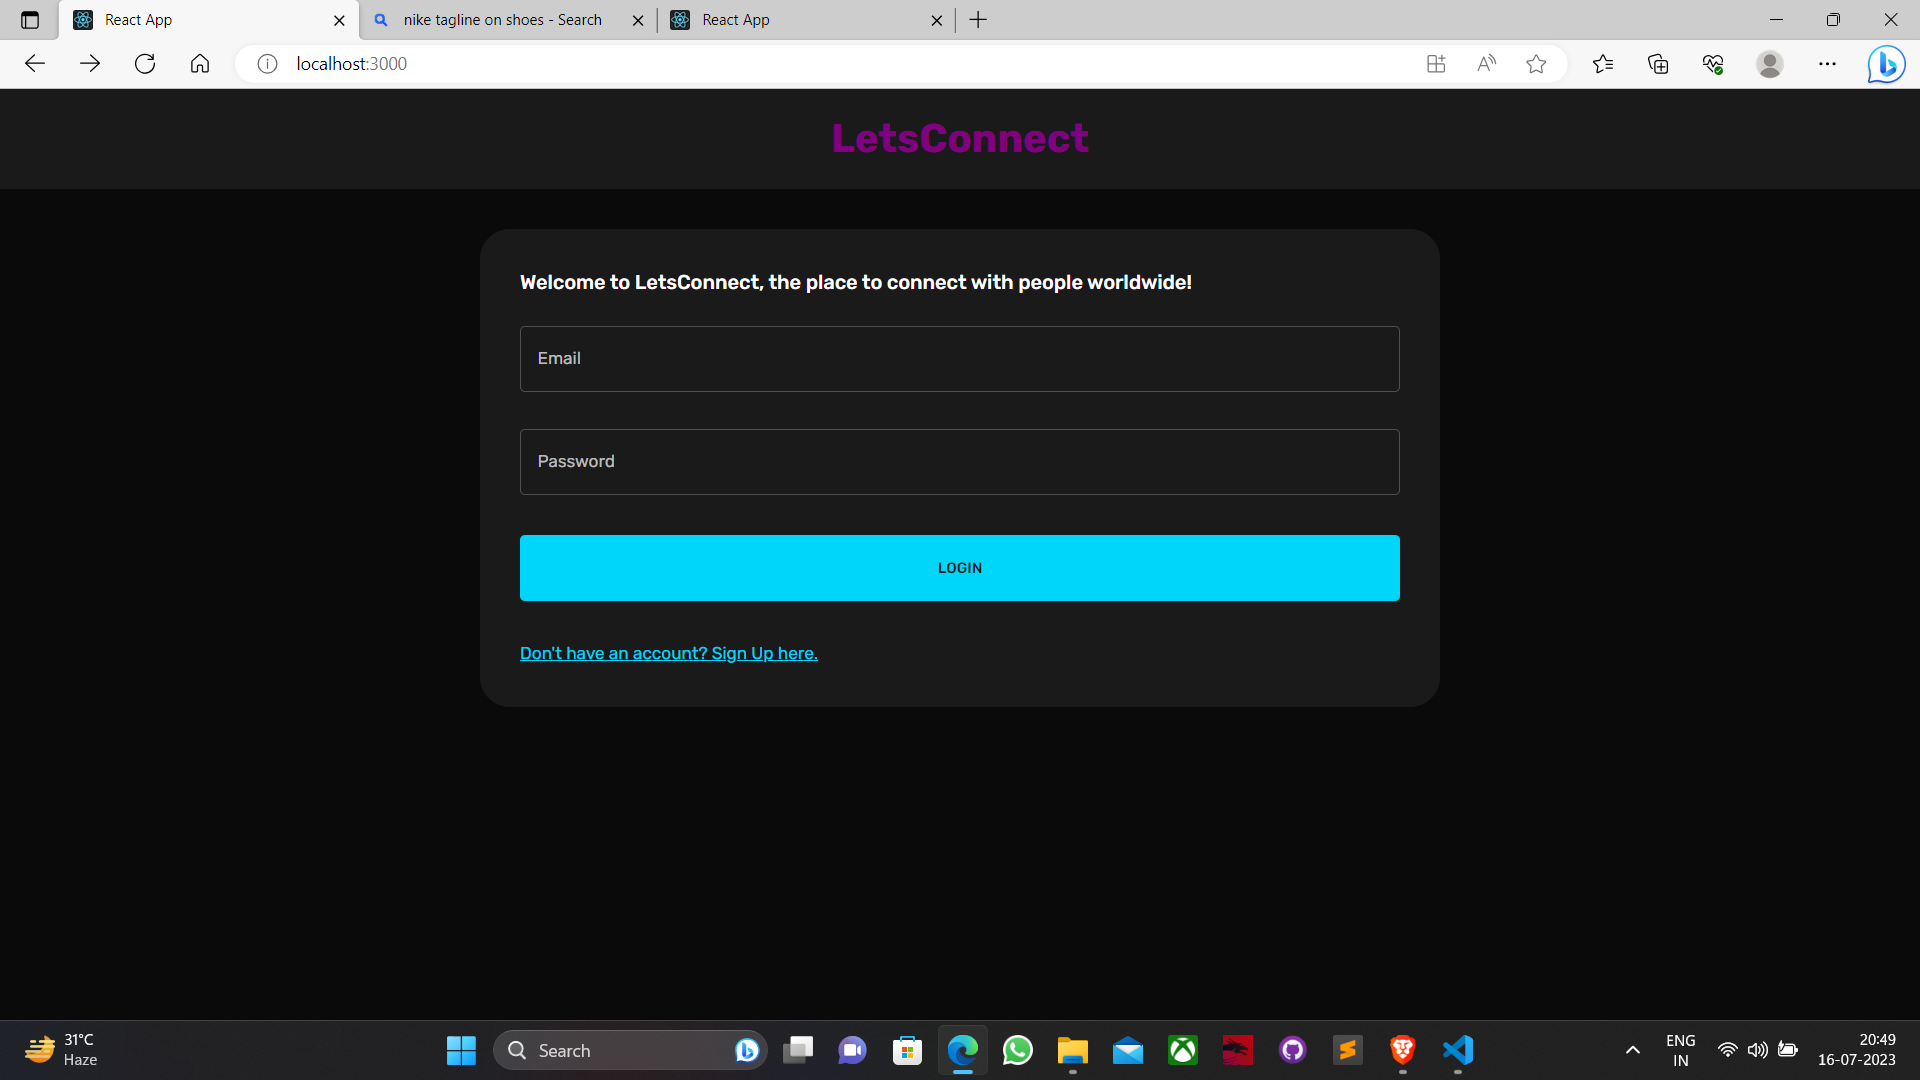 React App
nike tagline on shoes - Search
React App
localhost:3000
LetsConnect
Welcome to LetsConnect, the place to connect with people worldwide!
Email
Password
LOGIN
Don't have an account? Sign Up here.
31°C
Haze
Search
ENG
IN
20:49
16-07-2023